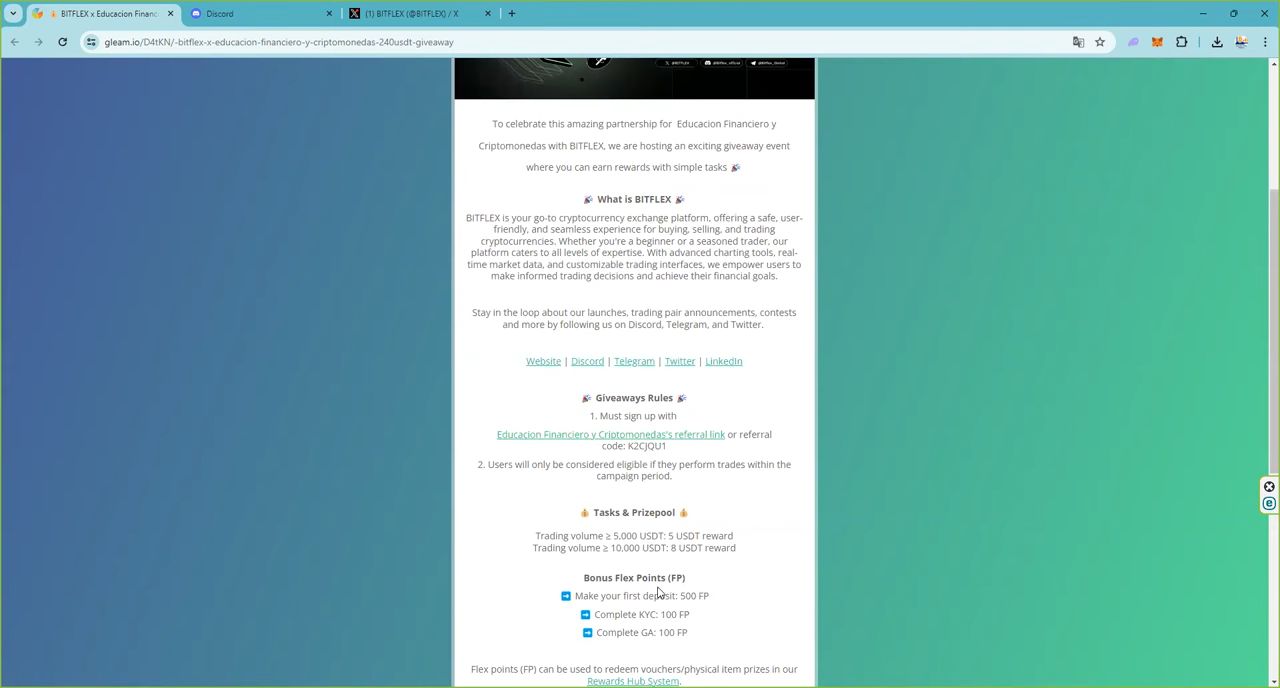 BITFLEX x Educacion Financ
Discord
(1) BITFLEX (@BITFLEX) / X
gleam.io/D4tKN/-bitflex-x-educacion-financiero-y-criptomonedas-240usdt-giveaway
@BITFLEX
@Bitflex_official
@Bitflex_Global
To celebrate this amazing partnership for Educacion Financiero y
Criptomonedas with BITFLEX, we are hosting an exciting giveaway event
where you can earn rewards with simple tasks 🎉
🎉 What is BITFLEX 🎉
BITFLEX is your go-to cryptocurrency exchange platform, offering a safe, user-
friendly, and seamless experience for buying, selling, and trading
cryptocurrencies. Whether you're a beginner or a seasoned trader, our
platform caters to all levels of expertise. With advanced charting tools, real-
time market data, and customizable trading interfaces, we empower users to
make informed trading decisions and achieve their financial goals.
Stay in the loop about our launches, trading pair announcements, contests
and more by following us on Discord, Telegram, and Twitter.
Website | Discord | Telegram | Twitter | LinkedIn
🎉 Giveaways Rules 🎉
1. Must sign up with
Educacion Financiero y Criptomonedas's referral link or referral
code: K2CJQU1
2. Users will only be considered eligible if they perform trades within the
campaign period.
💰 Tasks & Prizepool 💰
Trading volume ≥ 5,000 USDT: 5 USDT reward
Trading volume ≥ 10,000 USDT: 8 USDT reward
Bonus Flex Points (FP)
➡️ Make your first deposit: 500 FP
➡️ Complete KYC: 100 FP
➡️ Complete GA: 100 FP
Flex points (FP) can be used to redeem vouchers/physical item prizes in our
Rewards Hub System.